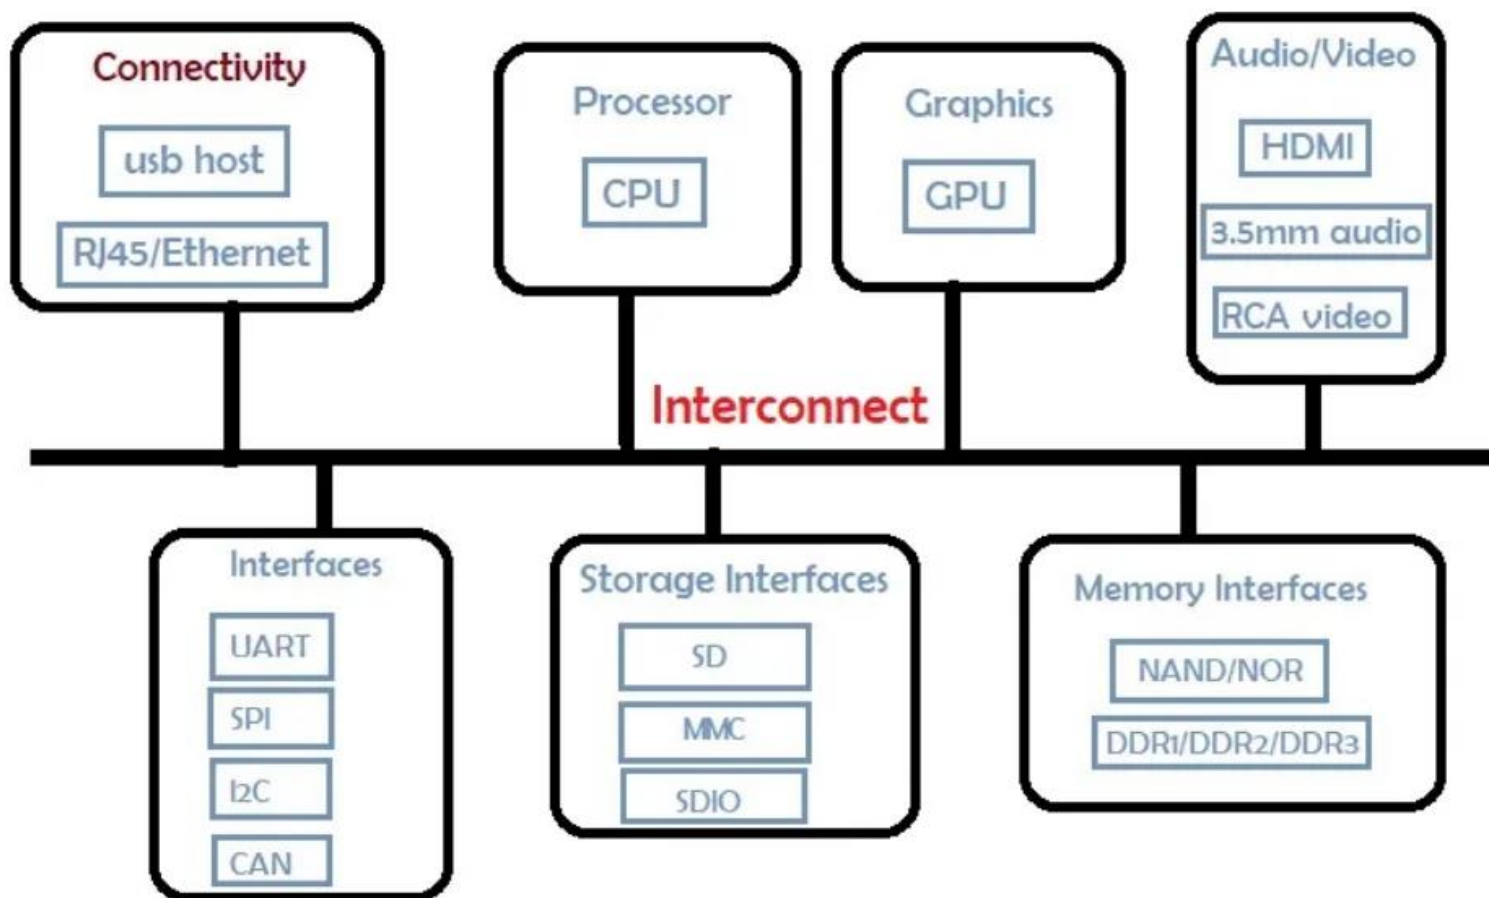 Connectivity
usb host
RJ45/Ethernet
Processor
CPU
Graphics
GPU
Audio/Video
HDMI
3.5mm audio
RCA video
Interconnect
Interfaces
UART
SPI
I2C
CAN
Storage Interfaces
SD
MMC
SDIO
Memory Interfaces
NAND/NOR
DDR1/DDR2/DDR3